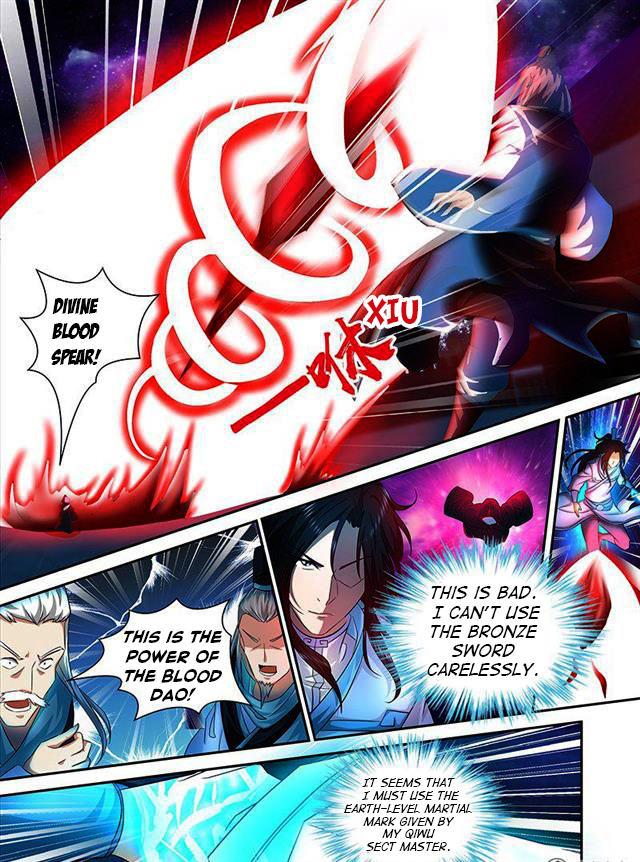 DIVINE
BLOOD
SPEAR!
XIU
咻
THIS IS THE
POWER OF
THE BLOOD
DAO!
THIS IS BAD.
I CAN'T USE
THE BRONZE
SWORD
CARELESSLY.
IT SEEMS THAT
I MUST USE THE
EARTH-LEVEL MARTIAL
MARK GIVEN BY
MY QIWU
SECT MASTER.